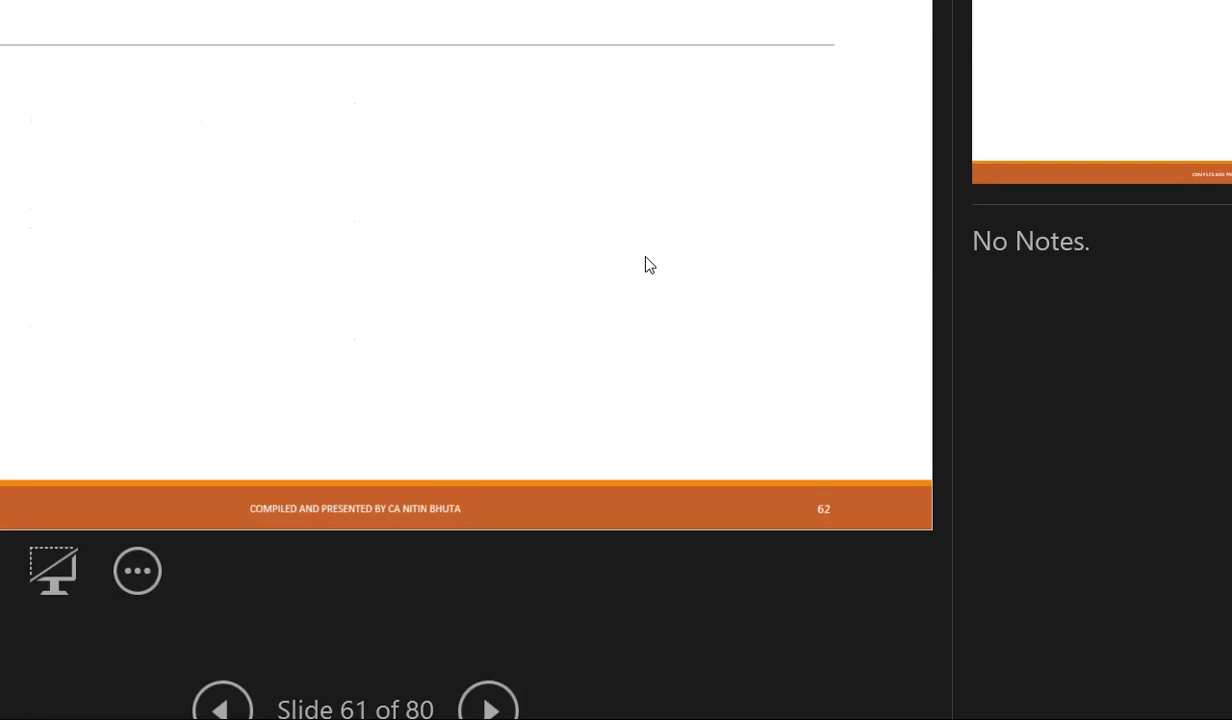 No Notes.
COMPILED AND PRESENTED BY CA NITIN BHUTA
62
Slide 61 of 80